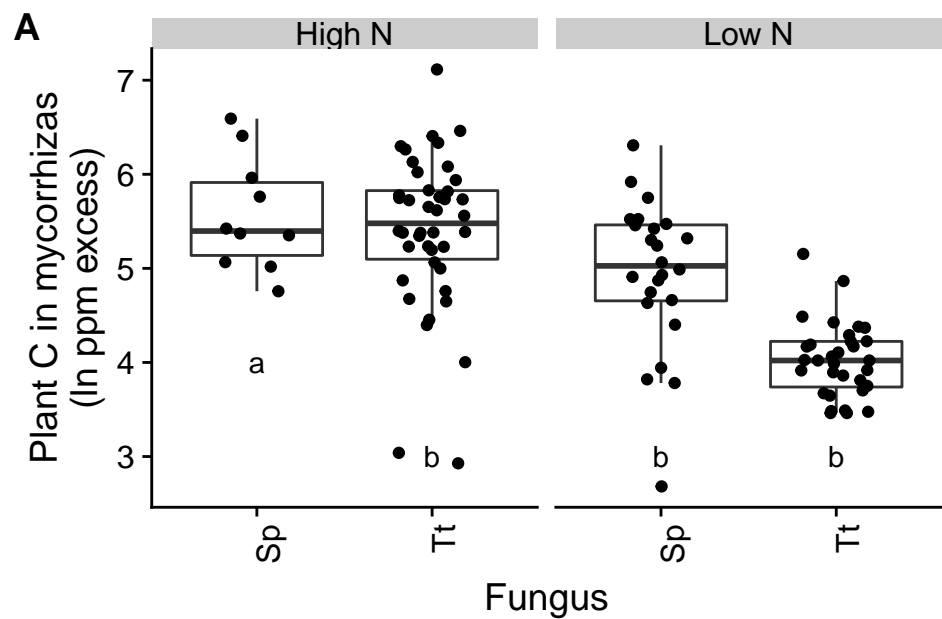 A
High N
Low N
Plant C in mycorrhizas
(ln ppm excess)
7
6
5
4
3
a
b
b
b
Sp
Tt
Sp
Tt
Fungus